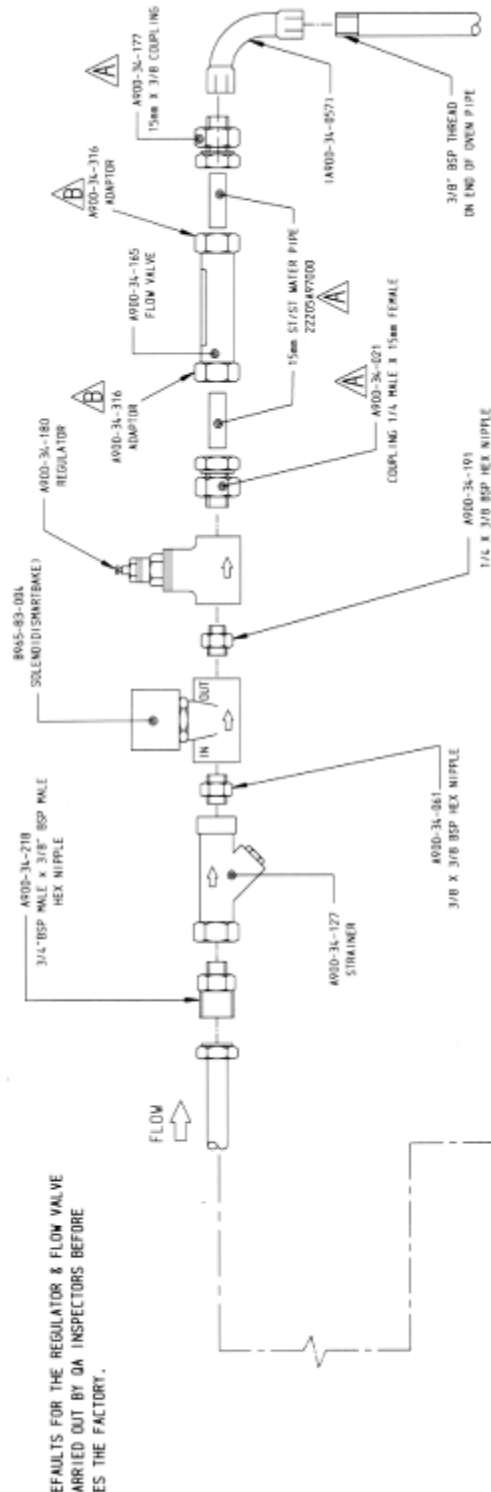 EFAULTS FOR THE REGULATOR & FLOW VALVE
ARRIED OUT BY QA INSPECTORS BEFORE
ES THE FACTORY.
FLOW
A900-34-218
3/4"BSP MALE x 3/8" BSP MALE
HEX NIPPLE
A900-34-127
STRAINER
A900-34-061
3/8 X 3/8 BSP HEX NIPPLE
B965-83-004
SOLENOID(SMARTBAKE)
IN
OUT
A900-34-191
1/4 X 3/8 BSP HEX NIPPLE
A900-34-180
REGULATOR
A900-34-021
COUPLING 1/4 MALE X 15mm FEMALE
A
B
A900-34-316
ADAPTOR
A900-34-165
FLOW VALVE
15mm ST/ST WATER PIPE
22205A97000
A
B
A900-34-316
ADAPTOR
A
A900-34-177
15mm X 3/8 COUPLING
(A900-34-057)
3/8" BSP THREAD
ON END OF OVEN PIPE